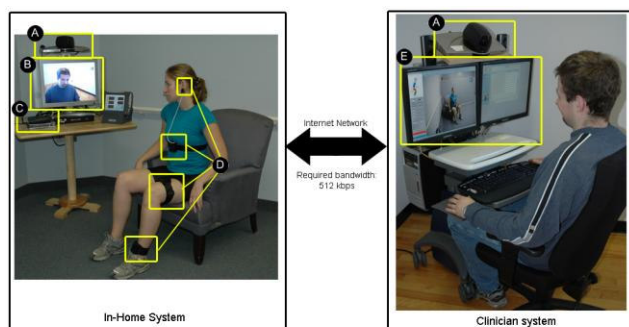 A
B
C
D
In-Home System
Internet Network
Required bandwidth:
512 kbps
A
E
Clinician system